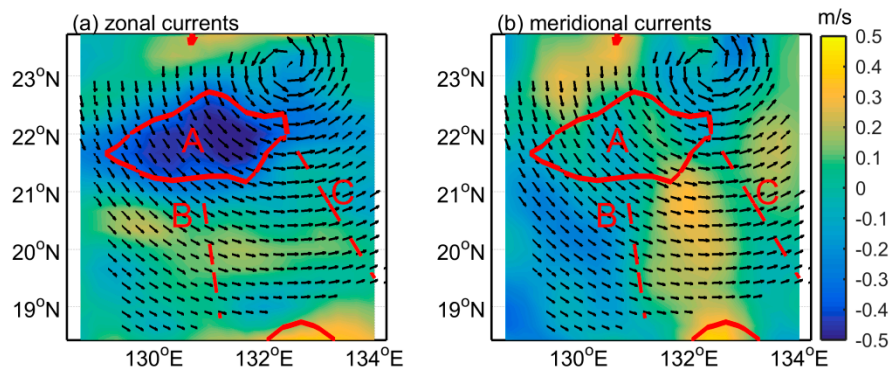 (a) zonal currents
(b) meridional currents
m/s
23°N
22°N
21°N
20°N
19°N
130°E
132°E
134°E
A
B
C
23°N
22°N
21°N
20°N
19°N
130°E
132°E
134°E
A
B
C
0.5
0.4
0.3
0.2
0.1
0
-0.1
-0.2
-0.3
-0.4
-0.5